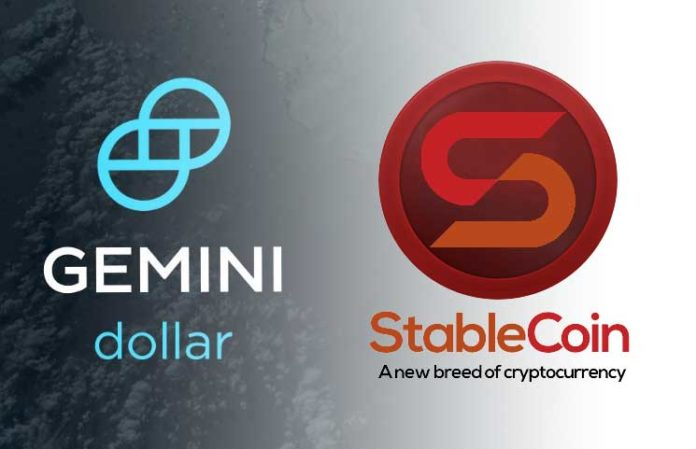 GEMINI
dollar
StableCoin
A new breed of cryptocurrency